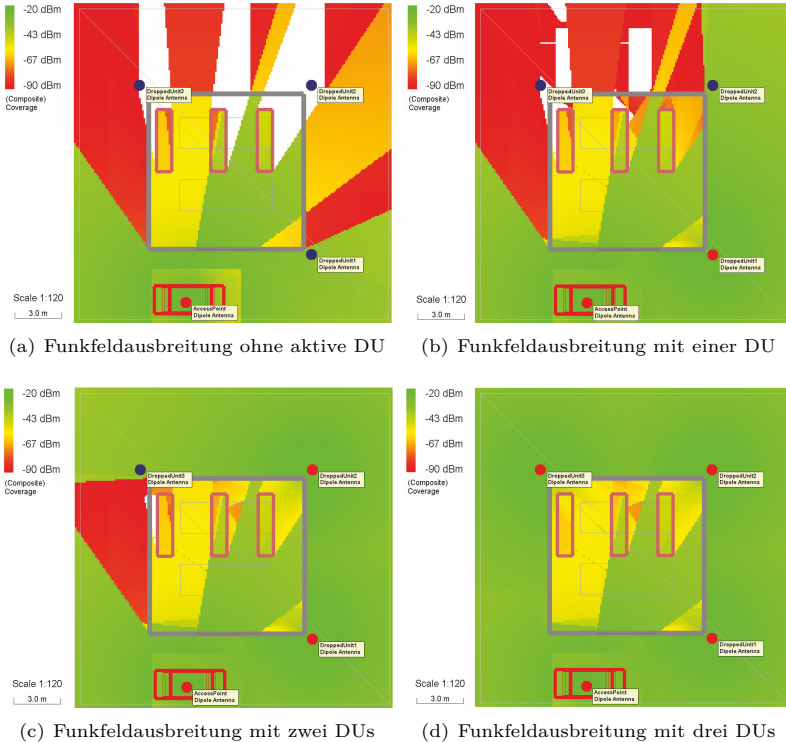 -20 dBm
-43 dBm
-67 dBm
-90 dBm
(Composite)
Coverage
DroppedUnit3
Dipole Antenna
DroppedUnit2
Dipole Antenna
DroppedUnit1
Dipole Antenna
AccessPoint
Dipole Antenna
Scale 1:120
3.0 m
(a) Funkfeldausbreitung ohne aktive DU
-20 dBm
-43 dBm
-67 dBm
-90 dBm
(Composite)
Coverage
DroppedUnit3
Dipole Antenna
DroppedUnit2
Dipole Antenna
DroppedUnit1
Dipole Antenna
AccessPoint
Dipole Antenna
Scale 1:120
3.0 m
(b) Funkfeldausbreitung mit einer DU
-20 dBm
-43 dBm
-67 dBm
-90 dBm
(Composite)
Coverage
DroppedUnit3
Dipole Antenna
DroppedUnit2
Dipole Antenna
DroppedUnit1
Dipole Antenna
AccessPoint
Dipole Antenna
Scale 1:120
3.0 m
(c) Funkfeldausbreitung mit zwei DUs
-20 dBm
-43 dBm
-67 dBm
-90 dBm
(Composite)
Coverage
DroppedUnit3
Dipole Antenna
DroppedUnit2
Dipole Antenna
DroppedUnit1
Dipole Antenna
AccessPoint
Dipole Antenna
Scale 1:120
3.0 m
(d) Funkfeldausbreitung mit drei DUs